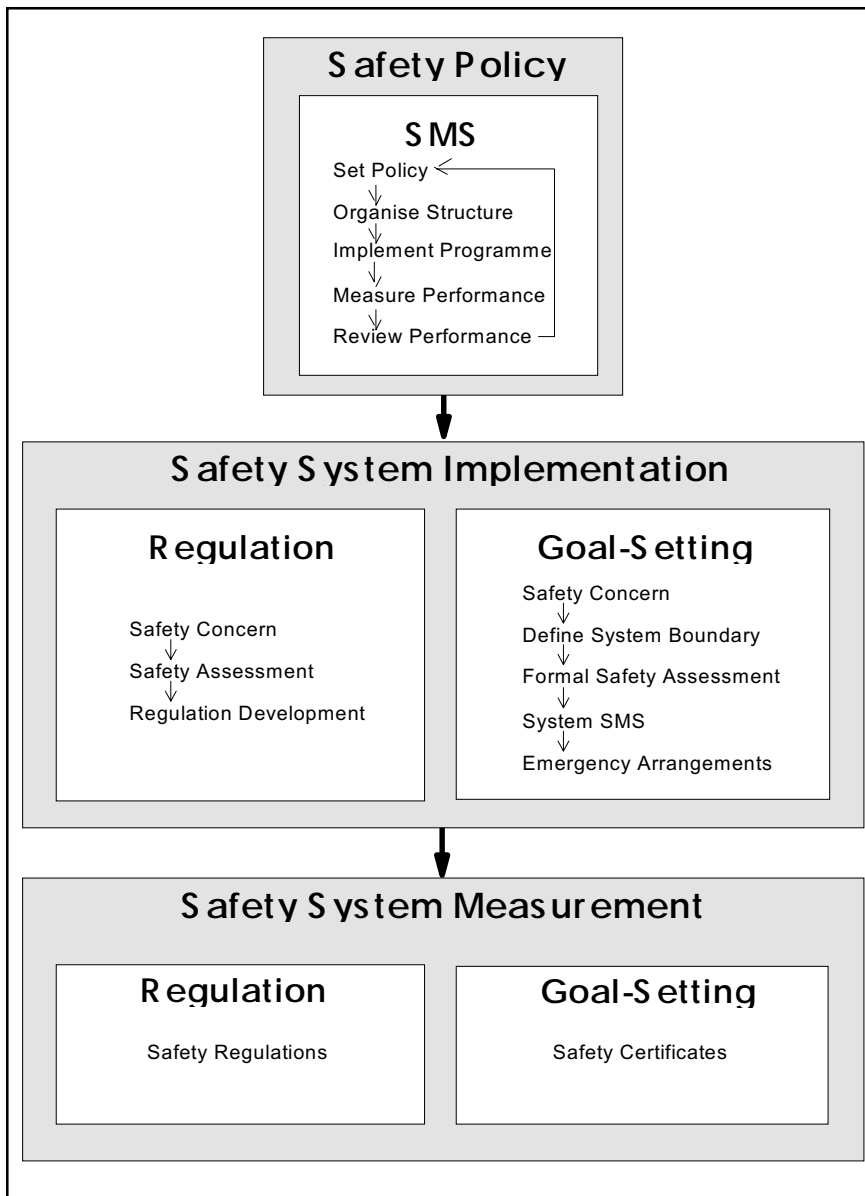 Safety Policy
SMS
Set Policy
Organise Structure
Implement Programme
Measure Performance
Review Performance
Safety System Implementation
Regulation
Safety Concern
Safety Assessment
Regulation Development
Goal-Setting
Safety Concern
Define System Boundary
Formal Safety Assessment
System SMS
Emergency Arrangements
Safety System Measurement
Regulation
Safety Regulations
Goal-Setting
Safety Certificates